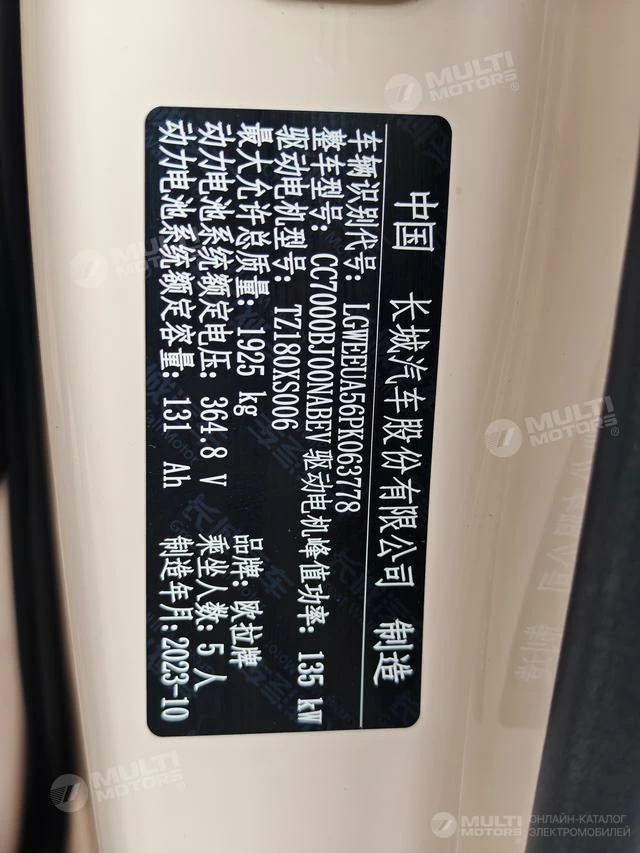 中国 长城汽车股份有限公司 制造
车辆识别代号: LGWEEUA56PK063778
整车型号: CC7000BJ00NABEV 驱动电机峰值功率: 135 kW
驱动电机型号: TZ180XS006
最大允许总质量: 1925 kg 品牌: 欧拉牌
动力电池系统额定电压: 364.8 V 乘坐人数: 5人
动力电池系统额定容量: 131 Ah 制造年月: 2023-10
MULTI MOTORS®
MULTI MOTORS®
MULTI MOTORS®
MULTI MOTORS®
MULTI MOTORS ОНЛАЙН-КАТАЛОГ ЭЛЕКТРОМОБИЛЕЙ